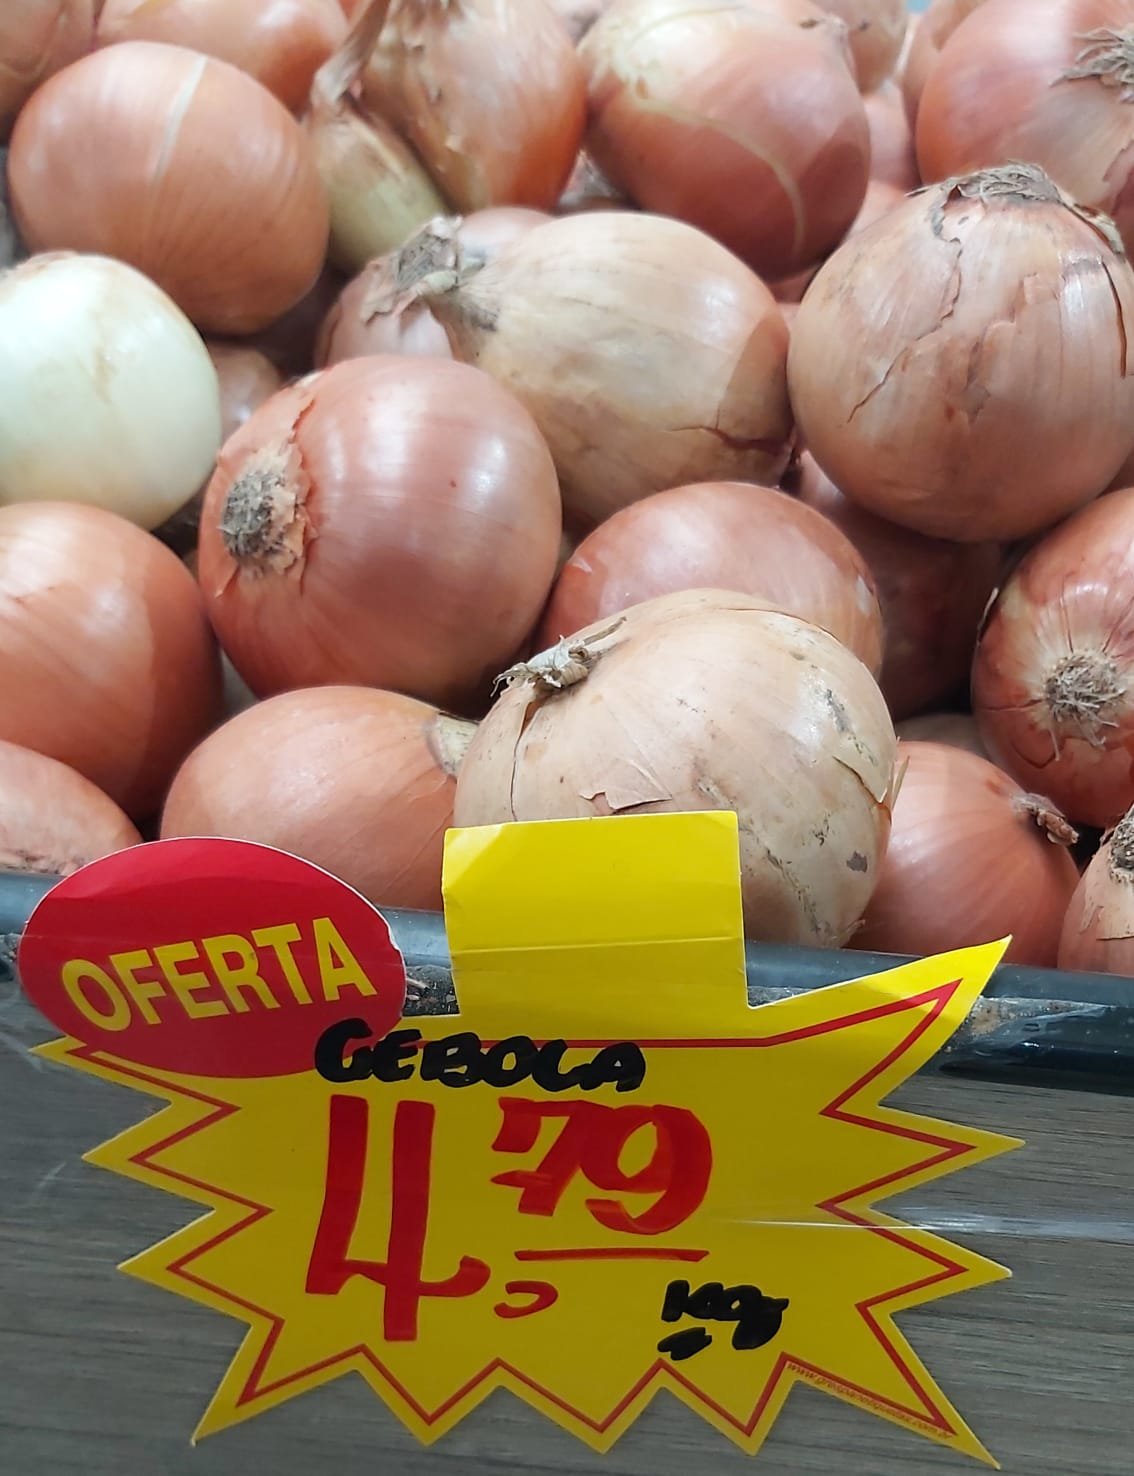 OFERTA
CEBOLA
4,79
KG